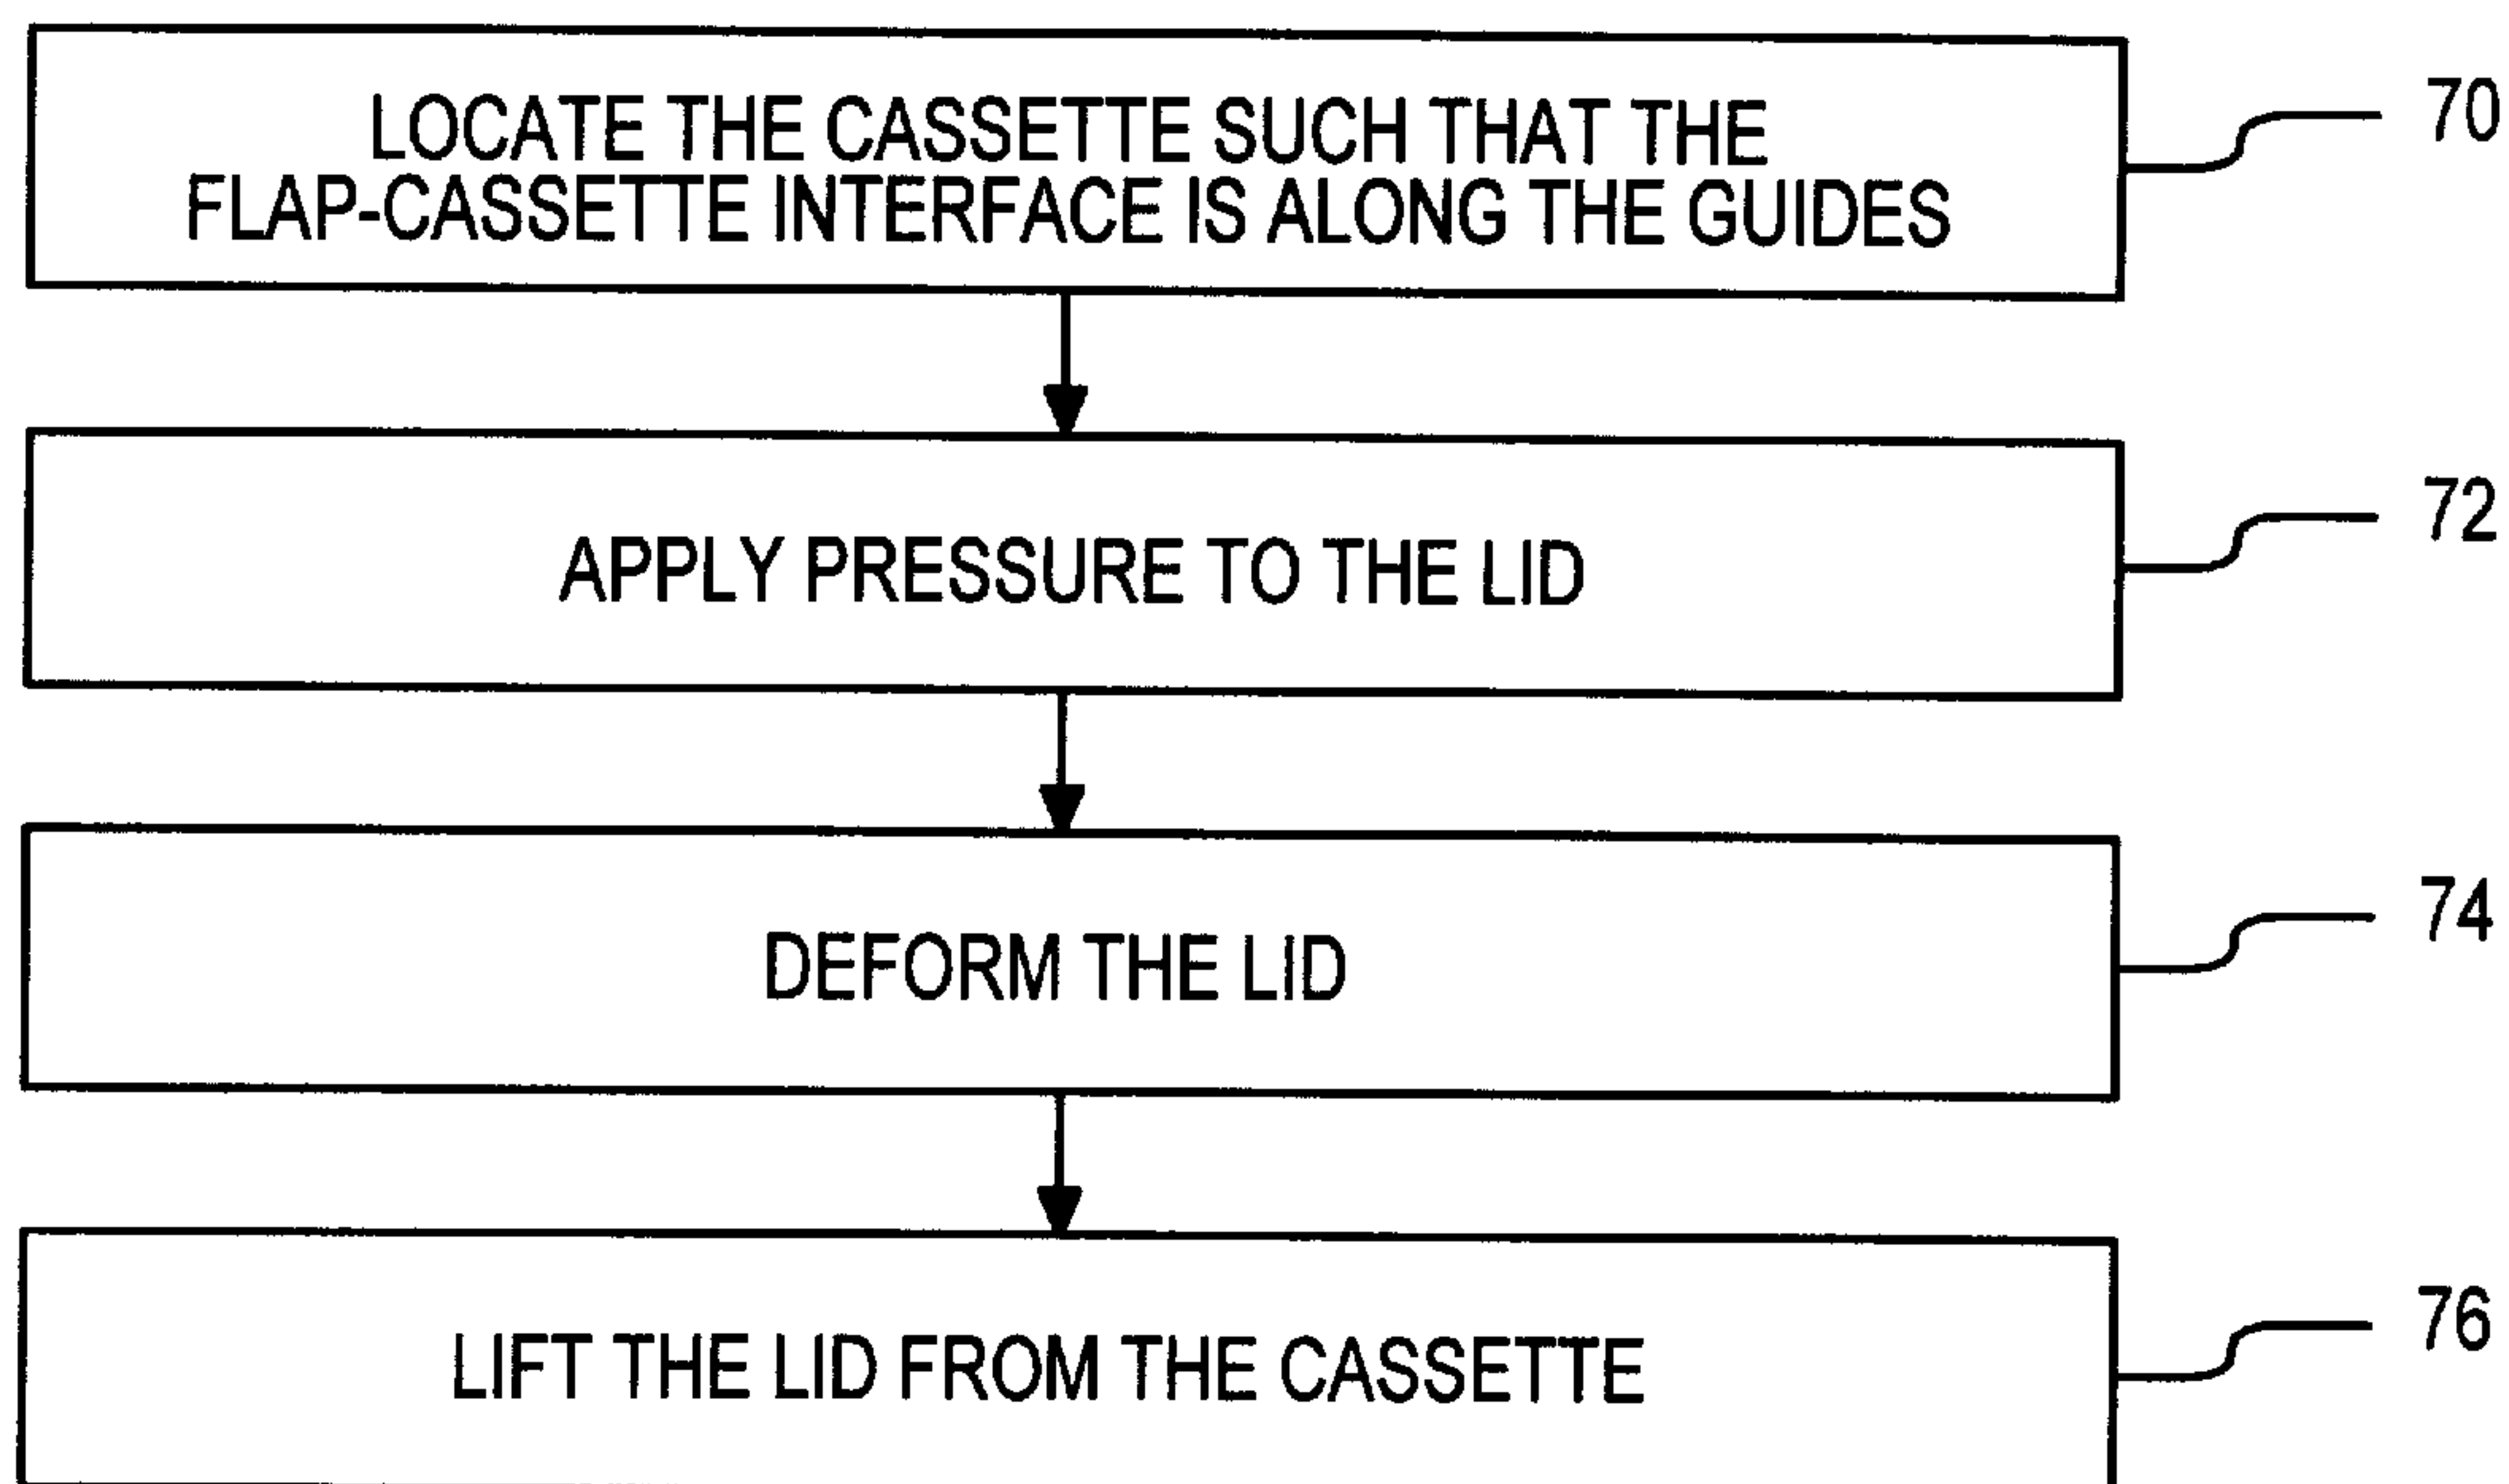 LOCATE THE CASSETTE SUCH THAT THE
FLAP-CASSETTE INTERFACE IS ALONG THE GUIDES
70
APPLY PRESSURE TO THE LID
72
DEFORM THE LID
74
LIFT THE LID FROM THE CASSETTE
76